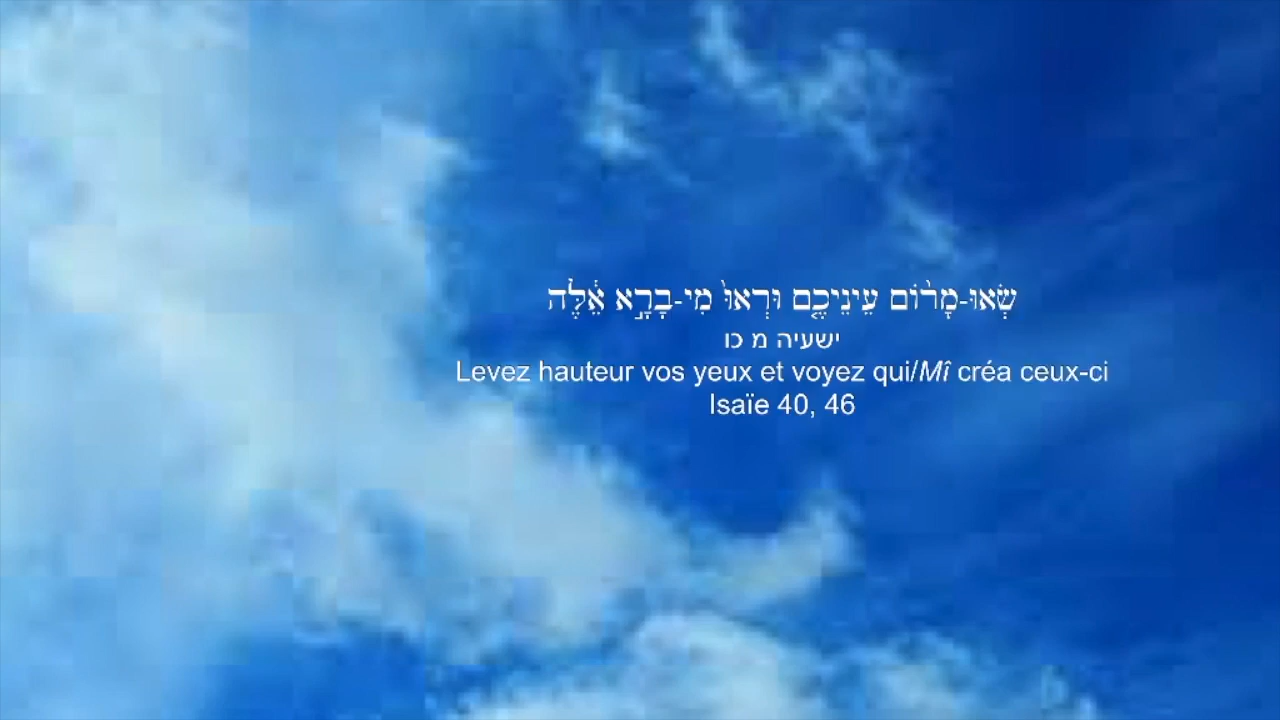 שְׂאוּ-מָר֨וֹם עֵינֵיכֶ֤ם וּרְאוּ֙ מִי-בָרָ֣א אֵ֔לֶּה
ישעיה מ כו
Levez hauteur vos yeux et voyez qui/Mî créa ceux-ci
Isaïe 40, 46